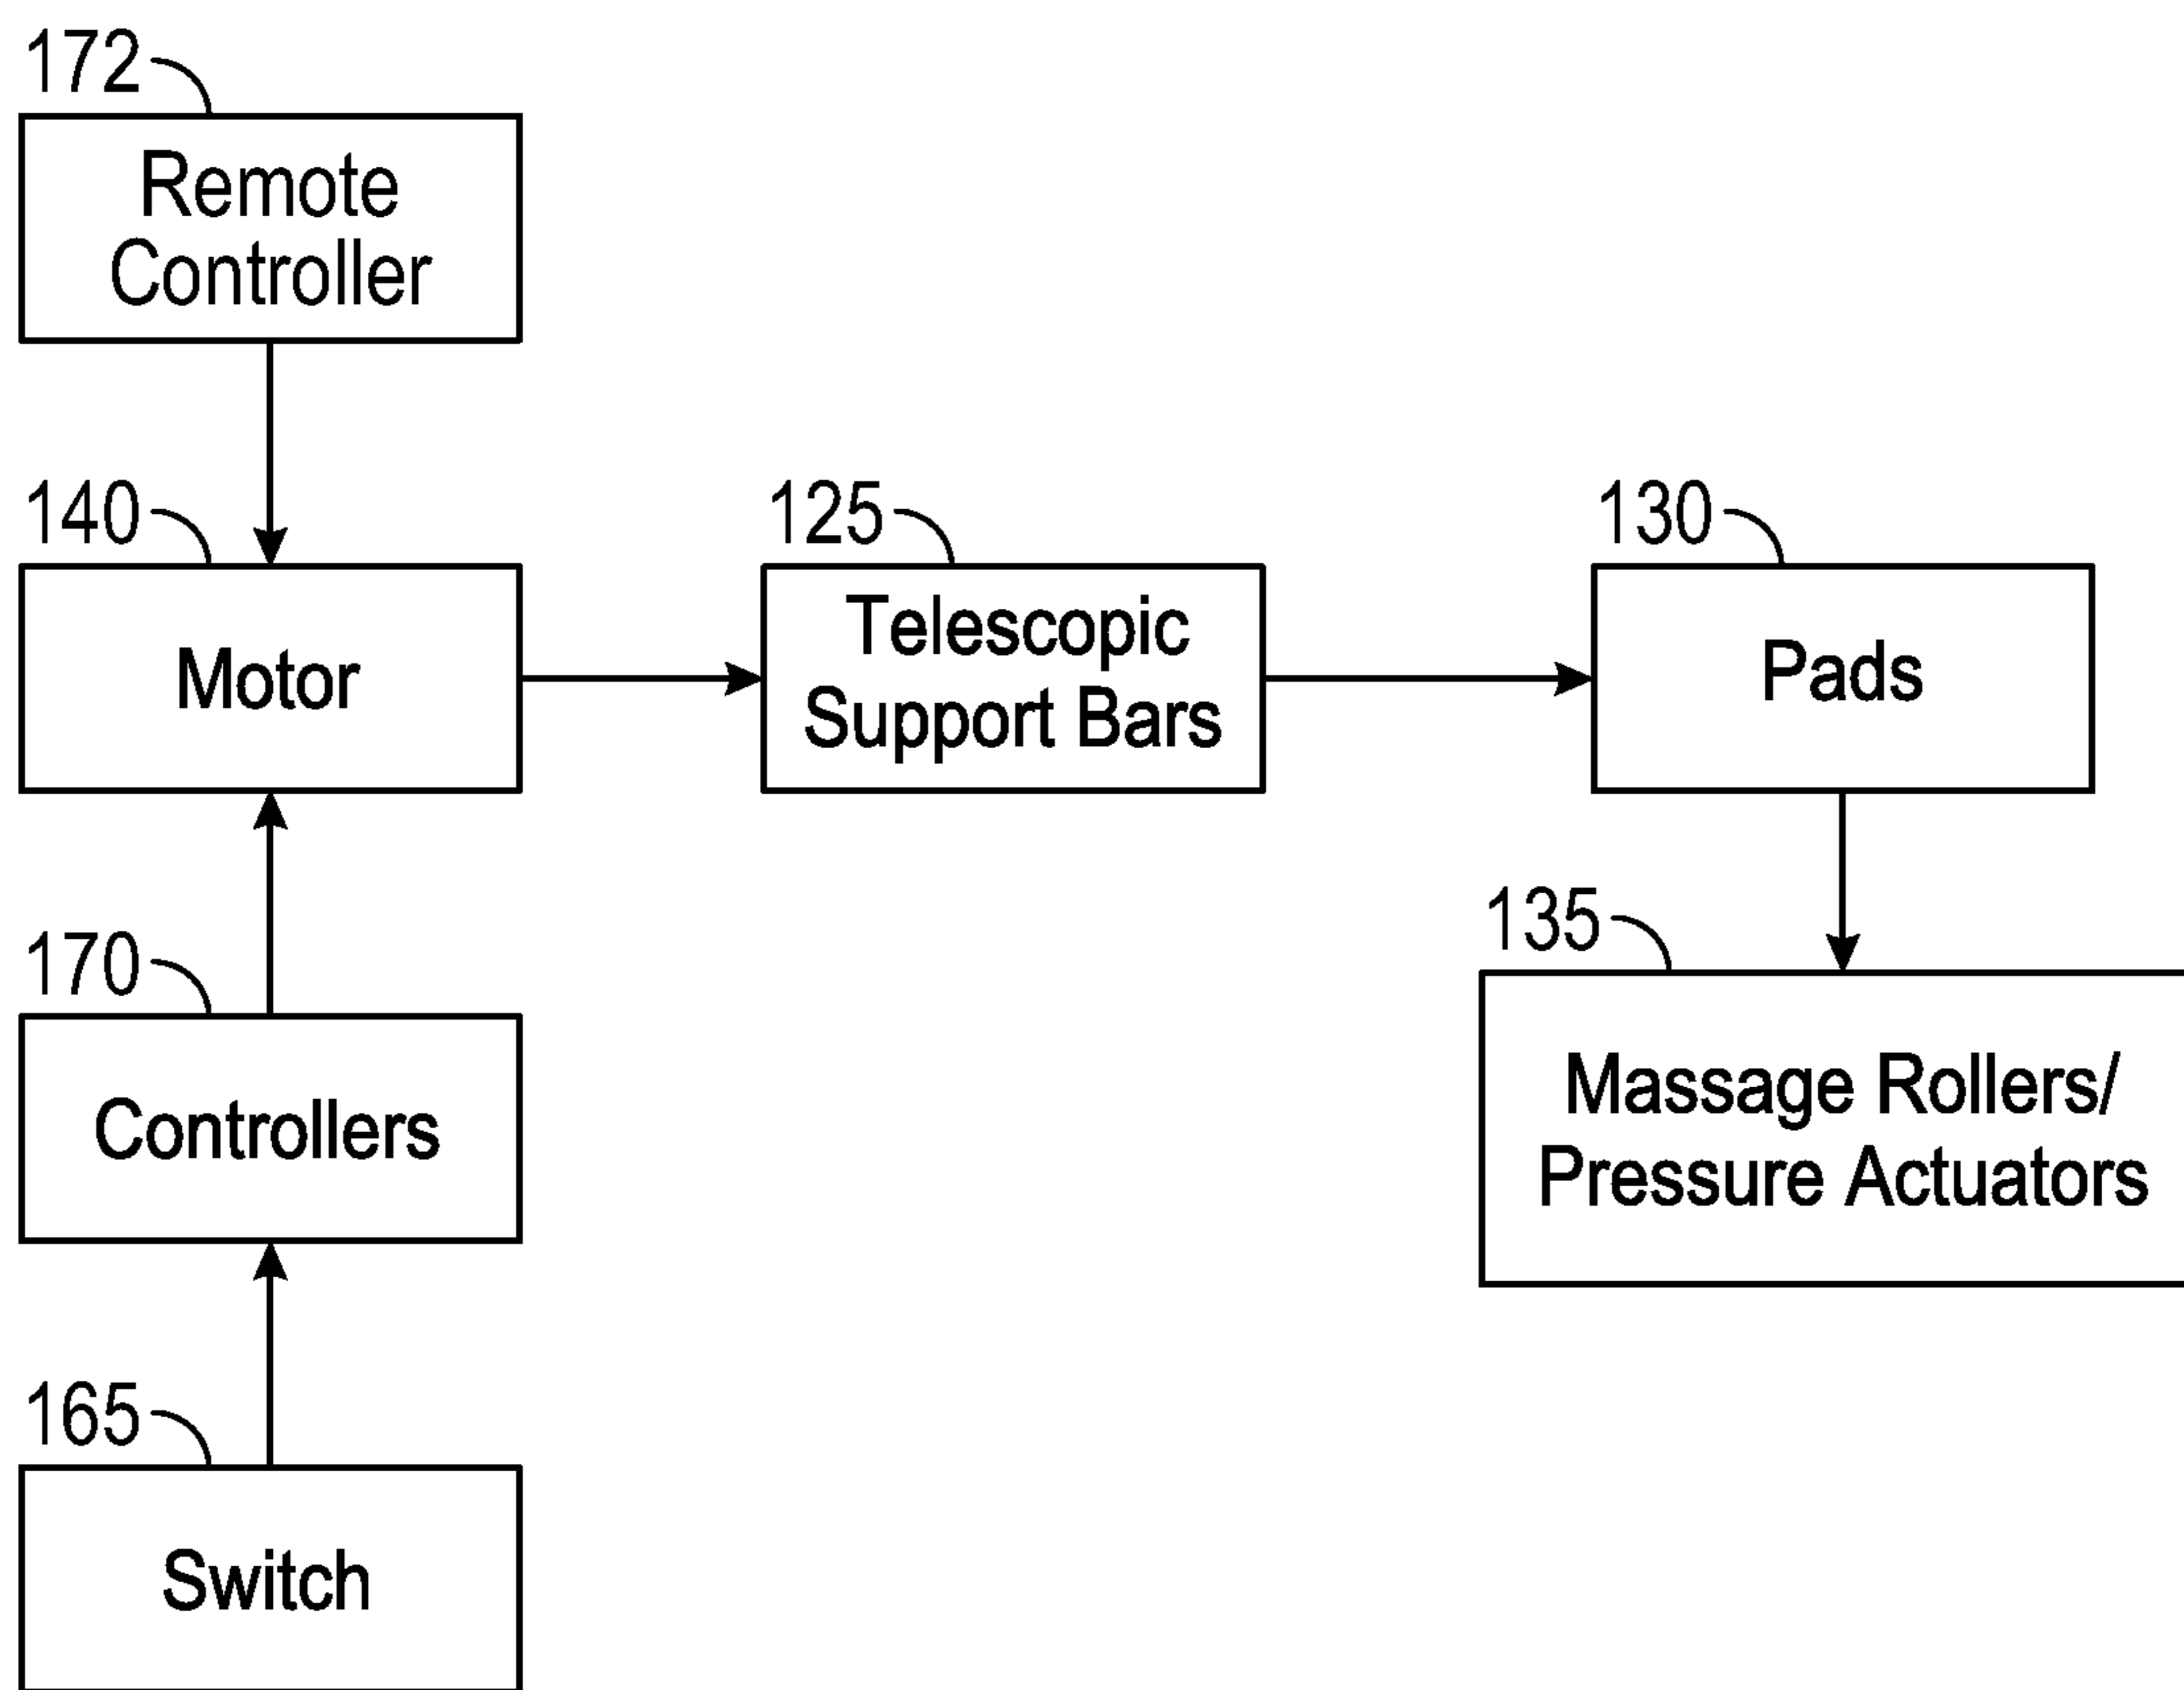 172
Remote
Controller
140
Motor
125
Telescopic
Support Bars
130
Pads
170
Controllers
135
Massage Rollers/
Pressure Actuators
165
Switch